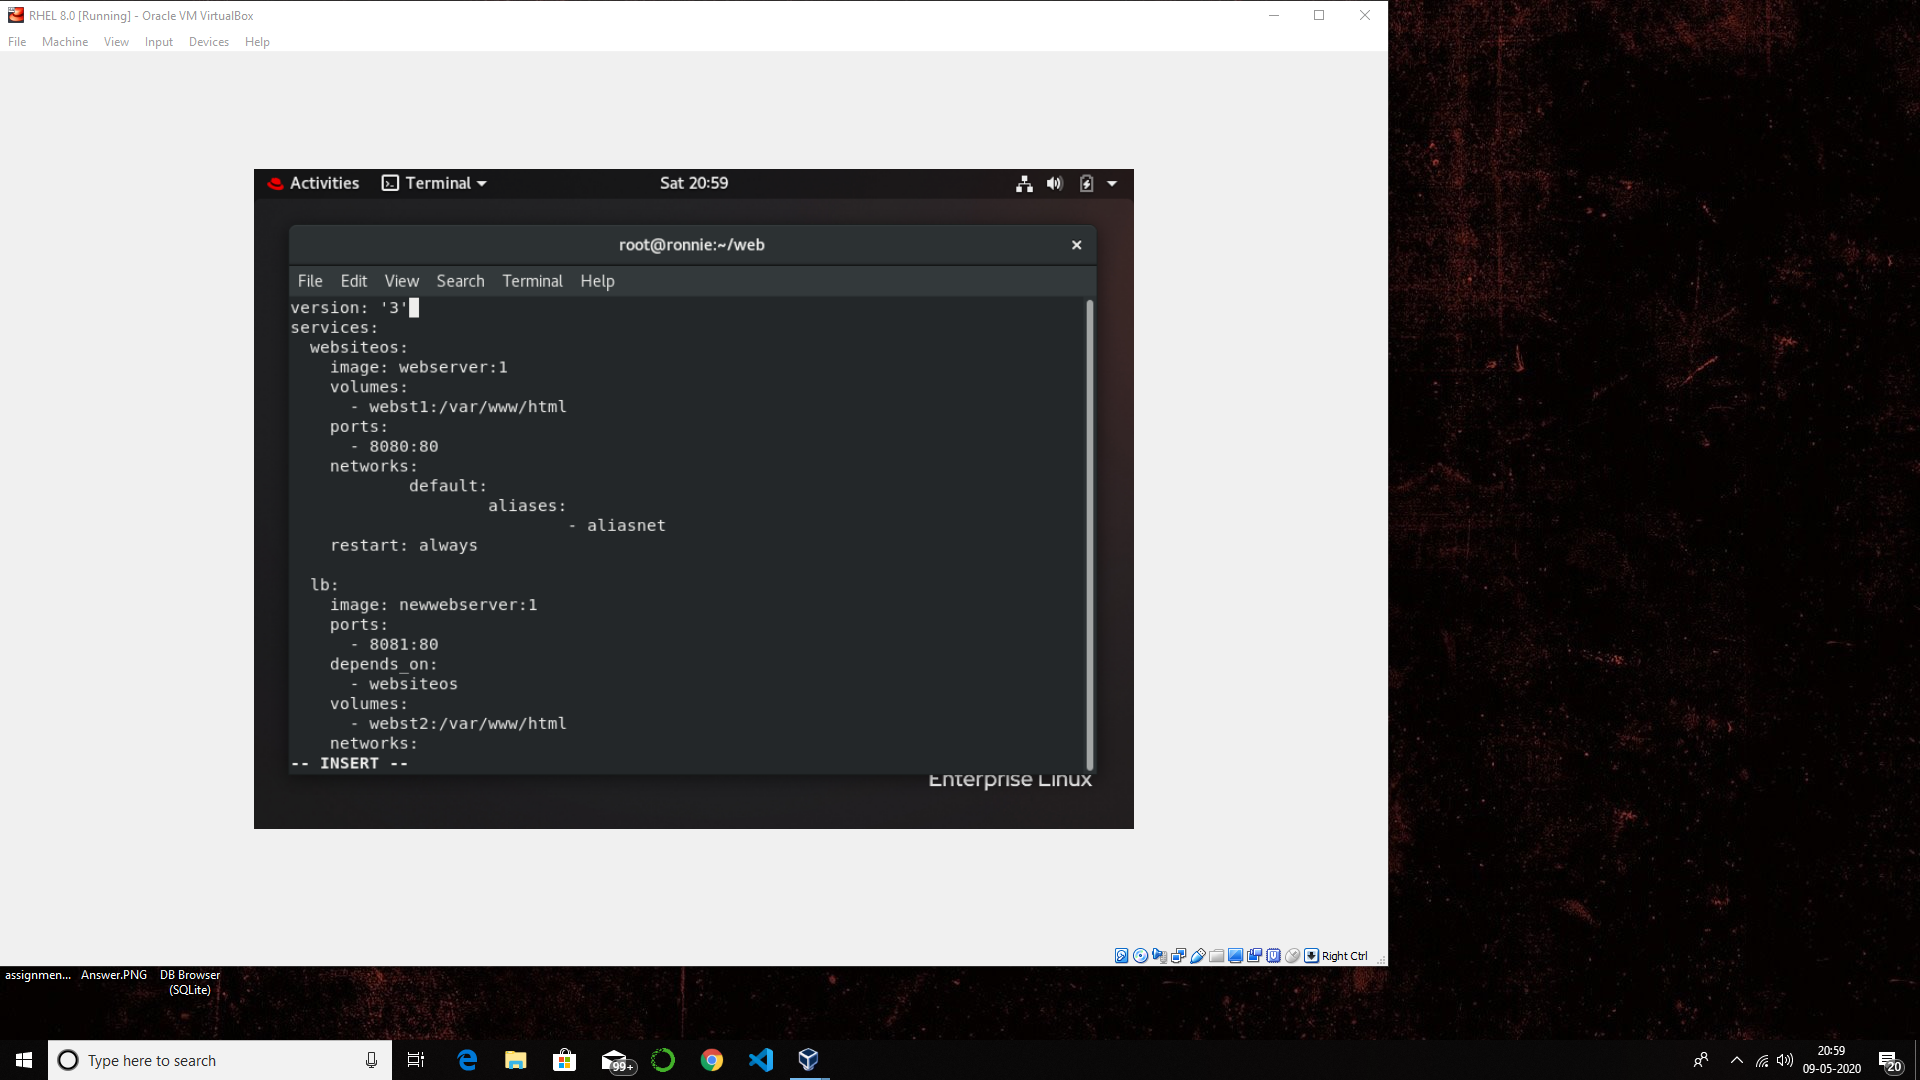 RHEL 8.0 [Running] - Oracle VM VirtualBox
File Machine View Input Devices Help
Activities Terminal Sat 20:59
root@ronnie:~/web
File Edit View Search Terminal Help
version: '3'
services:
  websiteos:
    image: webserver:1
    volumes:
      - webst1:/var/www/html
    ports:
      - 8080:80
    networks:
            default:
                    aliases:
                            - aliasnet
    restart: always
  lb:
    image: newwebserver:1
    ports:
      - 8081:80
    depends_on:
      - websiteos
    volumes:
      - webst2:/var/www/html
    networks:
-- INSERT --
Enterprise Linux
Right Ctrl
assignmen... Answer.PNG DB Browser
(SQLite)
Type here to search
99+
20:59
09-05-2020
20